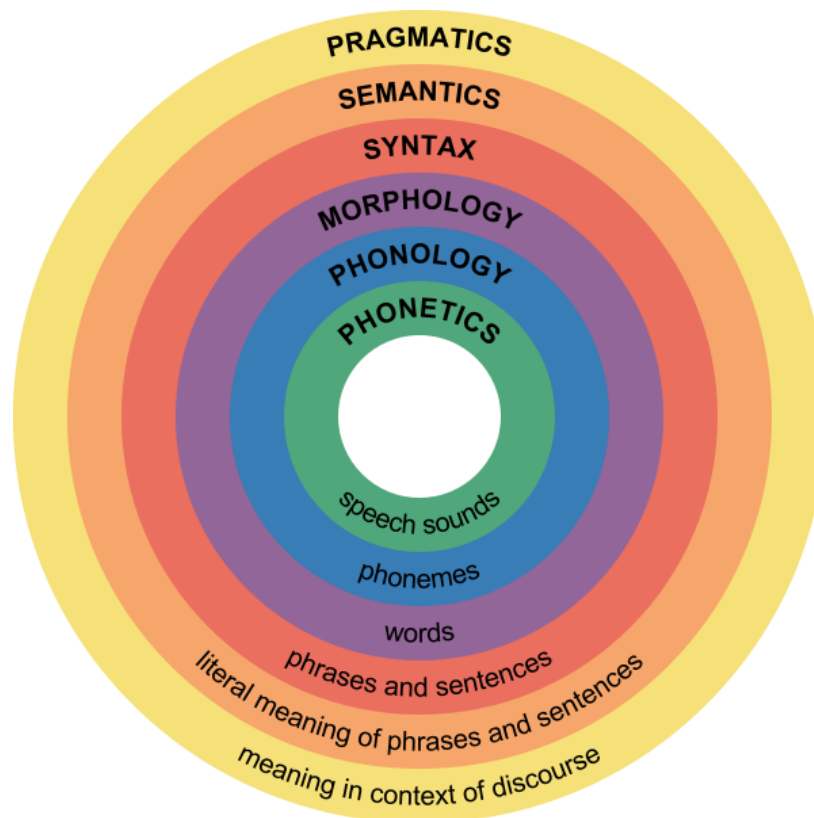 PRAGMATICS
SEMANTICS
SYNTAX
MORPHOLOGY
PHONOLOGY
PHONETICS
speech sounds
phonemes
words
phrases and sentences
literal meaning of phrases and sentences
meaning in context of discourse